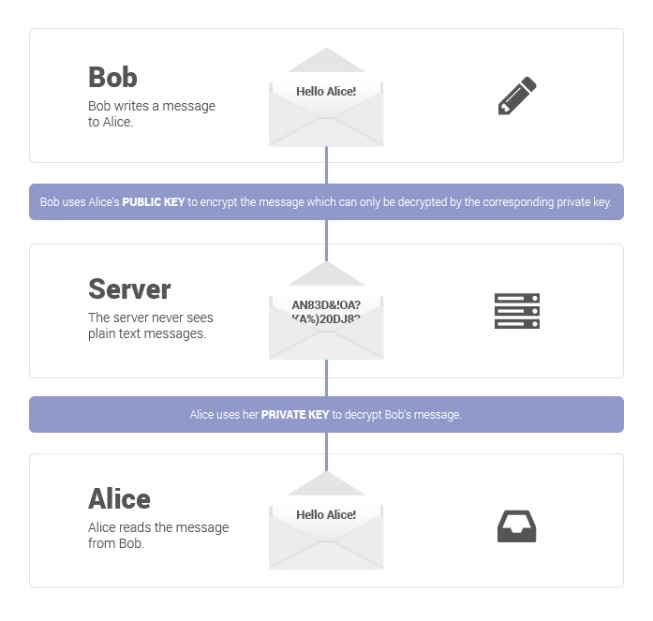 Bob
Bob writes a message
to Alice.
Hello Alice!
Bob uses Alice's PUBLIC KEY to encrypt the message which can only be decrypted by the corresponding private key.
Server
The server never sees
plain text messages.
AN83D&!OA?
Alice uses her PRIVATE KEY to decrypt Bob's message.
Alice
Alice reads the message
from Bob.
Hello Alice!